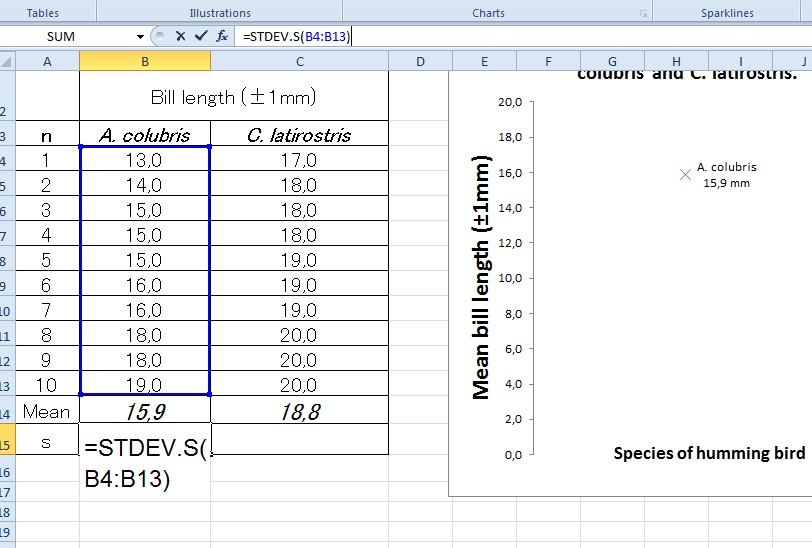 Tables Illustrations Charts Sparklines
SUM fx =STDEV.S(B4:B13)
A B C D E F G H I J
2 Bill length (±1mm)
3 n A. colubris C. latirostris
4 1 13,0 17,0
5 2 14,0 18,0
6 3 15,0 18,0
7 4 15,0 18,0
8 5 15,0 19,0
9 6 16,0 19,0
10 7 16,0 19,0
11 8 18,0 20,0
12 9 18,0 20,0
13 10 19,0 20,0
14 Mean 15,9 18,8
15 s =STDEV.S(
B4:B13)
16
17
18
19
colubris and C. latirostris.
Mean bill length (±1mm)
20,0
18,0
16,0
14,0
12,0
10,0
8,0
6,0
4,0
2,0
0,0
A. colubris
15,9 mm
Species of humming bird